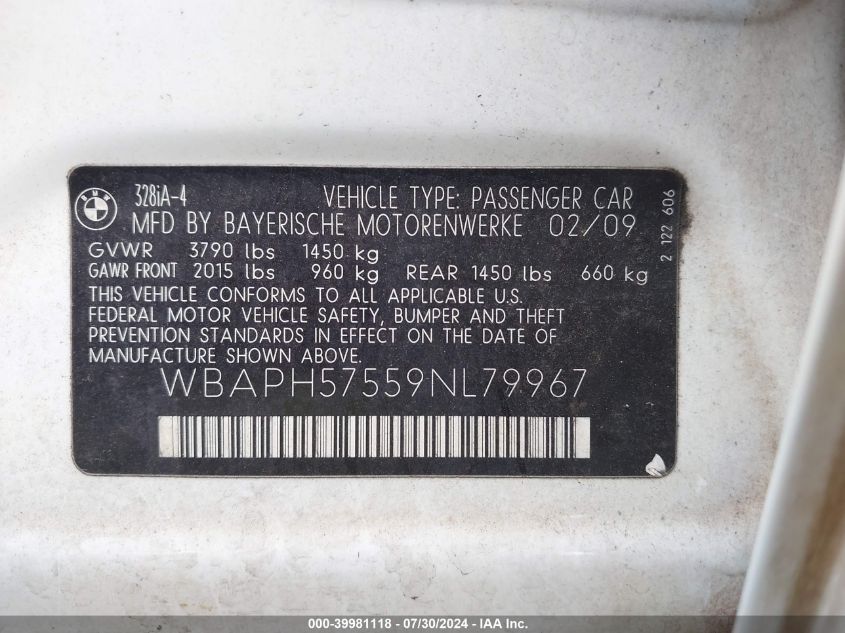 BMW
328iA-4 VEHICLE TYPE: PASSENGER CAR
MFD BY BAYERISCHE MOTORENWERKE 02/09
GVWR 3790 lbs 1450 kg
GAWR FRONT 2015 lbs 960 kg REAR 1450 lbs 660 kg
THIS VEHICLE CONFORMS TO ALL APPLICABLE U.S.
FEDERAL MOTOR VEHICLE SAFETY, BUMPER AND THEFT
PREVENTION STANDARDS IN EFFECT ON THE DATE OF
MANUFACTURE SHOWN ABOVE.
WBAPH57559NL79967
2 122 606
000-39981118 - 07/30/2024 - IAA Inc.